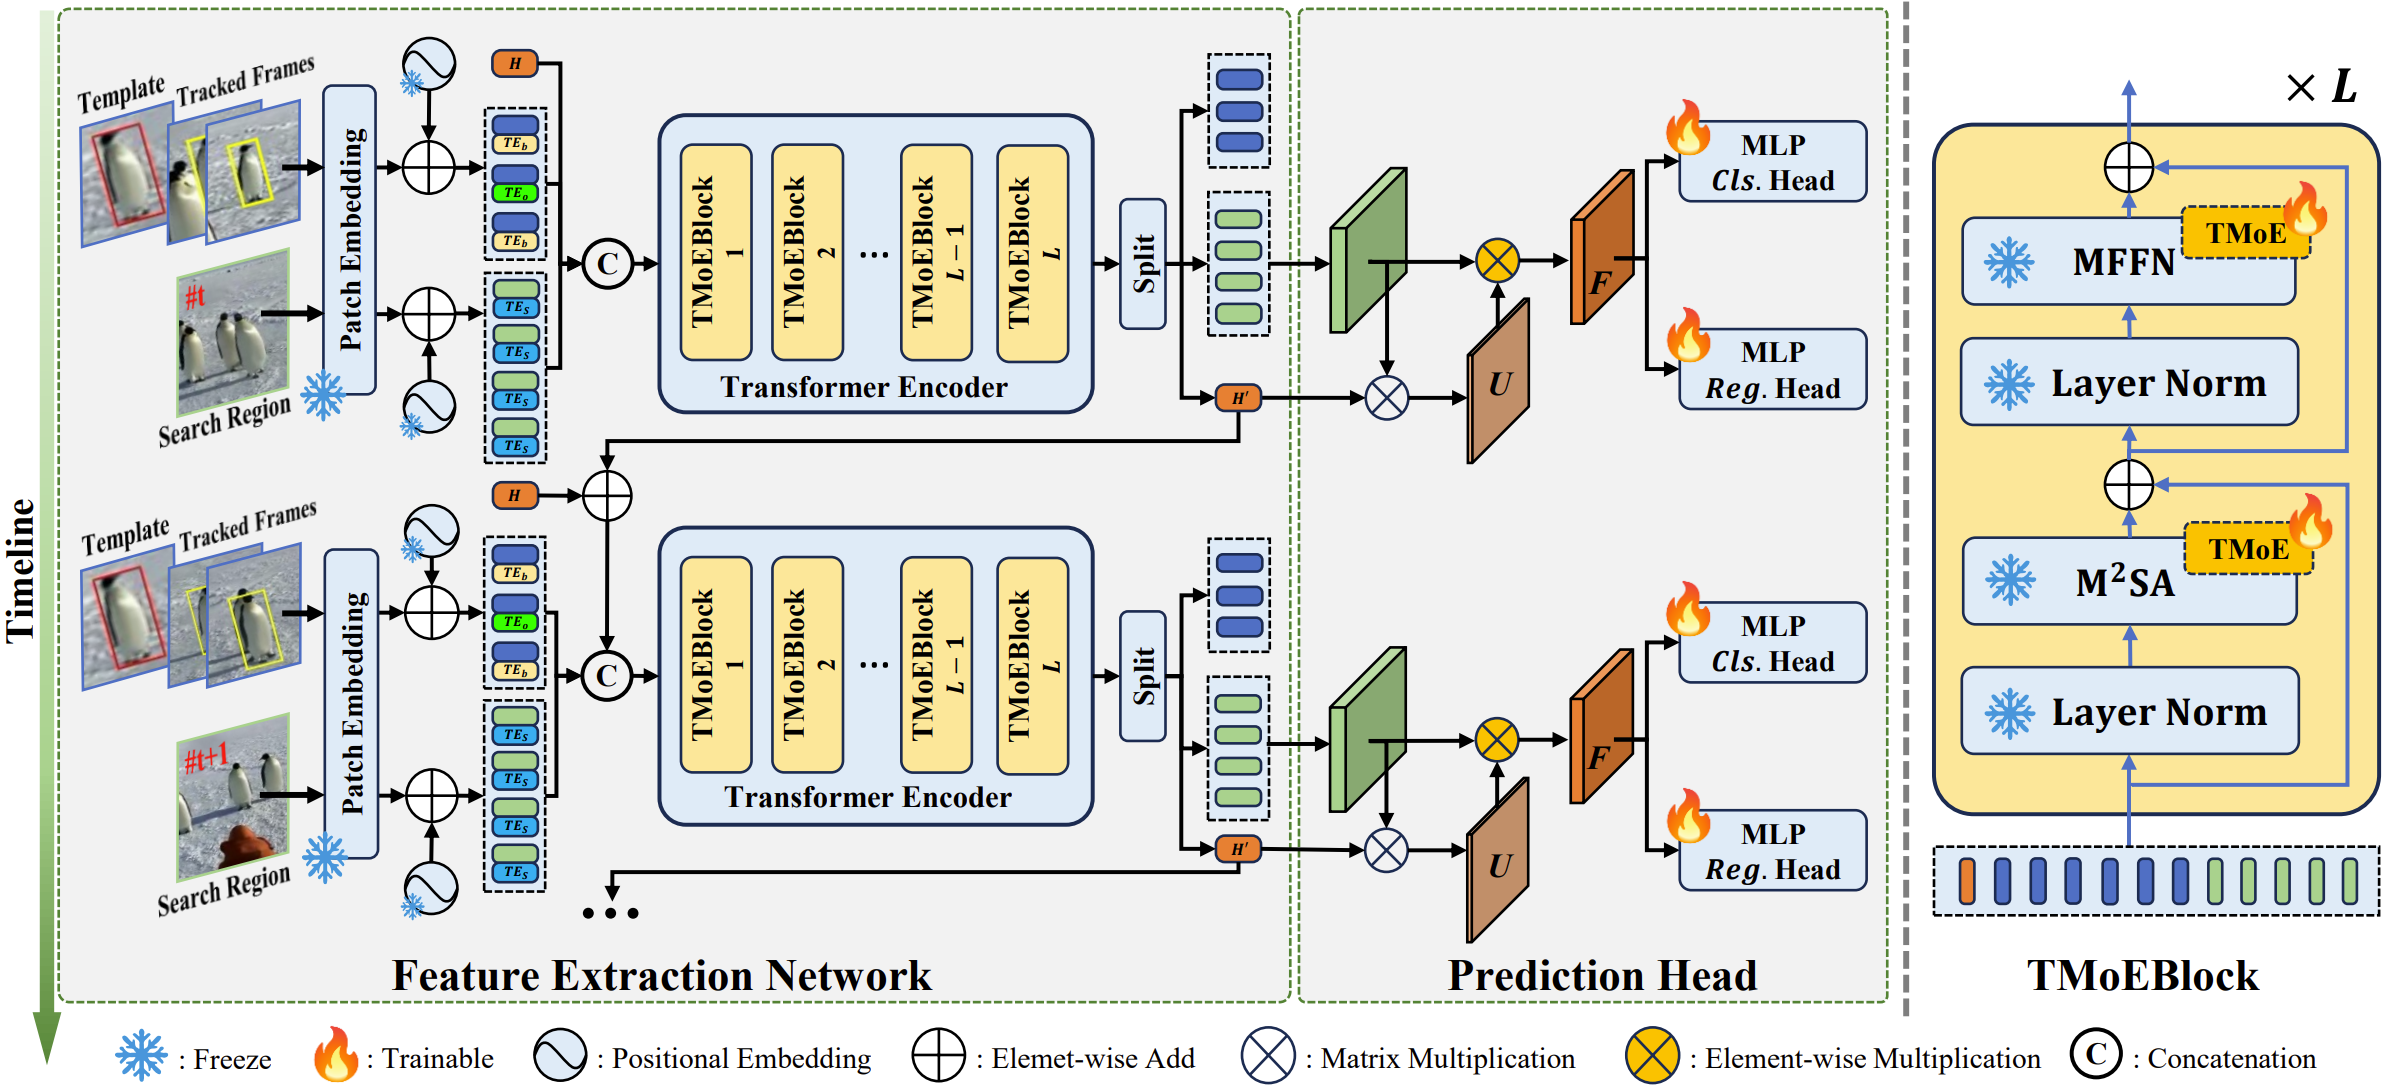 Timeline
Template
Tracked Frames
#t
Search Region
Patch Embedding
H
TE_b
TE_o
TE_b
TE_S
TE_S
TE_S
TE_S
C
TMoEBlock 1
TMoEBlock 2
...
TMoEBlock L − 1
TMoEBlock L
Transformer Encoder
Split
H'
U
F
MLP
Cls. Head
MLP
Reg. Head
Template
Tracked Frames
#t+1
Search Region
Patch Embedding
H
TE_b
TE_o
TE_b
TE_S
TE_S
TE_S
TE_S
C
TMoEBlock 1
TMoEBlock 2
...
TMoEBlock L − 1
TMoEBlock L
Transformer Encoder
Split
H'
U
F
MLP
Cls. Head
MLP
Reg. Head
...
Feature Extraction Network
Prediction Head
× L
TMoE
MFFN
Layer Norm
TMoE
M²SA
Layer Norm
TMoEBlock
: Freeze
: Trainable
: Positional Embedding
: Elemet-wise Add
: Matrix Multiplication
: Element-wise Multiplication
C : Concatenation